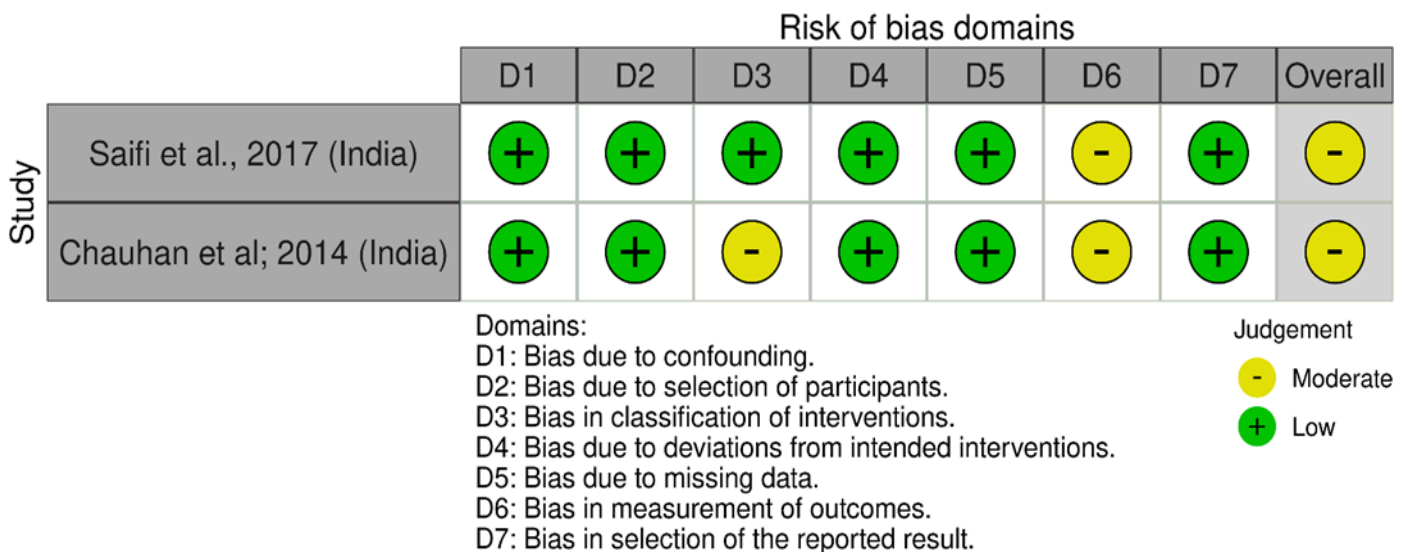 Risk of bias domains
D1 D2 D3 D4 D5 D6 D7 Overall
Study
Saifi et al., 2017 (India) + + + + + - + -
Chauhan et al; 2014 (India) + + - + + - + -
Domains:
D1: Bias due to confounding.
D2: Bias due to selection of participants.
D3: Bias in classification of interventions.
D4: Bias due to deviations from intended interventions.
D5: Bias due to missing data.
D6: Bias in measurement of outcomes.
D7: Bias in selection of the reported result.
Judgement
- Moderate
+ Low